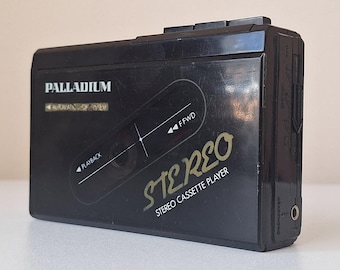 PALLADIUM
◀◀ F·FWD
◀ PLAYBACK
STEREO
STEREO CASSETTE PLAYER